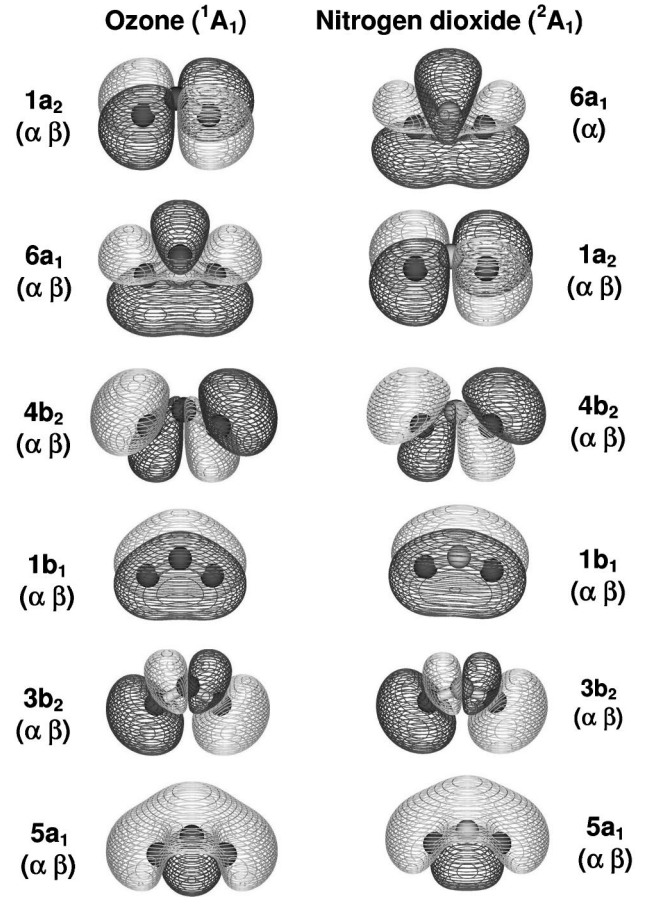 Ozone (¹A₁) Nitrogen dioxide (²A₁)
1a₂
(α β)
6a₁
(α)
6a₁
(α β)
1a₂
(α β)
4b₂
(α β)
4b₂
(α β)
1b₁
(α β)
1b₁
(α β)
3b₂
(α β)
3b₂
(α β)
5a₁
(α β)
5a₁
(α β)